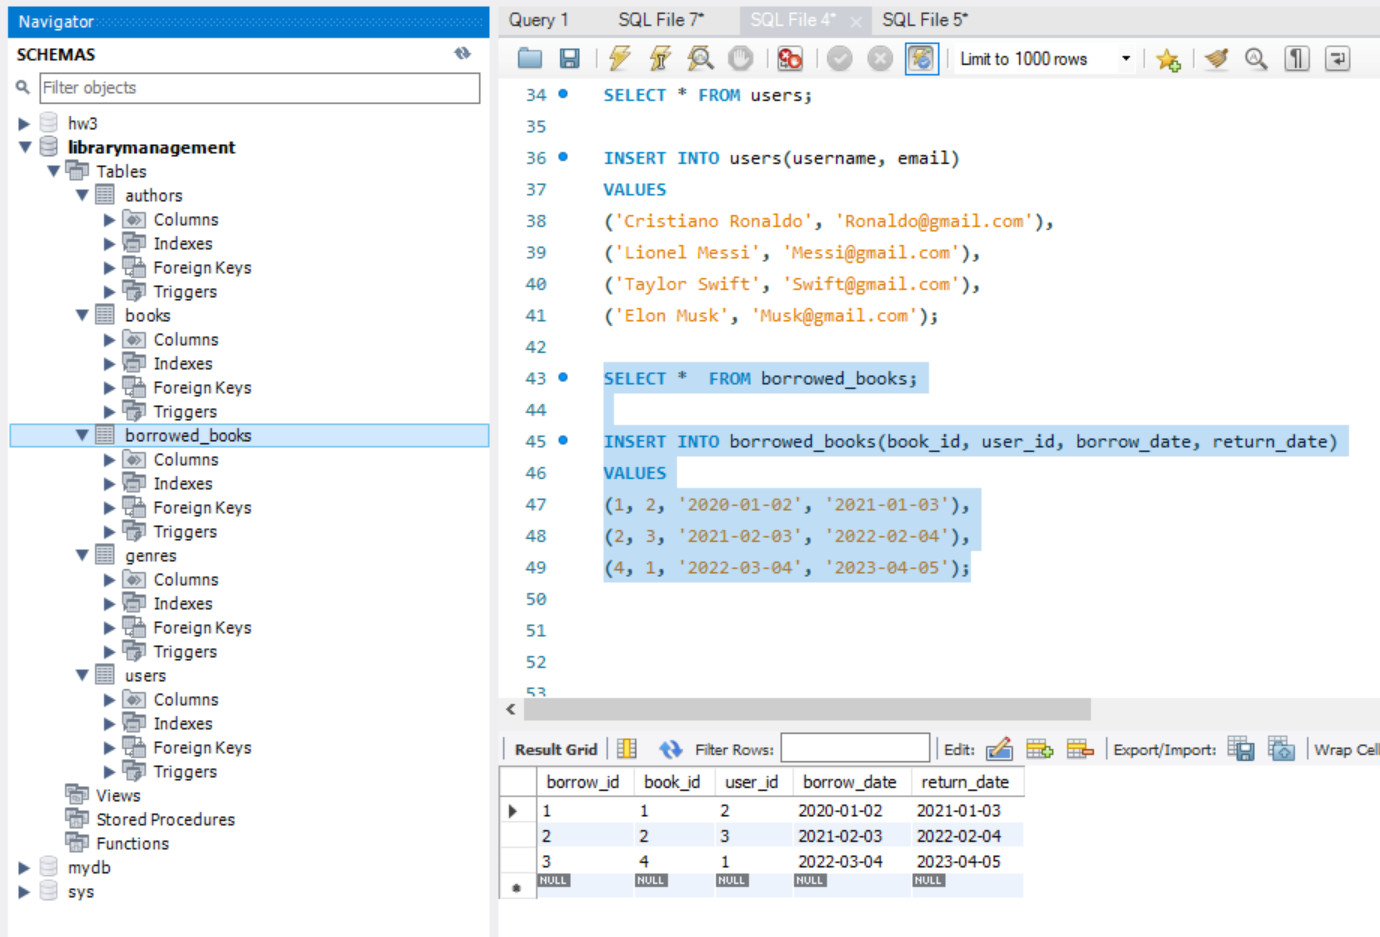 Navigator
SCHEMAS
Filter objects
hw3
librarymanagement
Tables
authors
Columns
Indexes
Foreign Keys
Triggers
books
Columns
Indexes
Foreign Keys
Triggers
borrowed_books
Columns
Indexes
Foreign Keys
Triggers
genres
Columns
Indexes
Foreign Keys
Triggers
users
Columns
Indexes
Foreign Keys
Triggers
Views
Stored Procedures
Functions
mydb
sys
Query 1 SQL File 7* SQL File 4* SQL File 5*
Limit to 1000 rows
34 SELECT * FROM users;
35
36 INSERT INTO users(username, email)
37 VALUES
38 ('Cristiano Ronaldo', 'Ronaldo@gmail.com'),
39 ('Lionel Messi', 'Messi@gmail.com'),
40 ('Taylor Swift', 'Swift@gmail.com'),
41 ('Elon Musk', 'Musk@gmail.com');
42
43 SELECT *  FROM borrowed_books;
44
45 INSERT INTO borrowed_books(book_id, user_id, borrow_date, return_date)
46 VALUES
47 (1, 2, '2020-01-02', '2021-01-03'),
48 (2, 3, '2021-02-03', '2022-02-04'),
49 (4, 1, '2022-03-04', '2023-04-05');
50
51
52
53
Result Grid Filter Rows: Edit: Export/Import: Wrap Cell
borrow_id book_id user_id borrow_date return_date
1 1 2 2020-01-02 2021-01-03
2 2 3 2021-02-03 2022-02-04
3 4 1 2022-03-04 2023-04-05
NULL NULL NULL NULL NULL